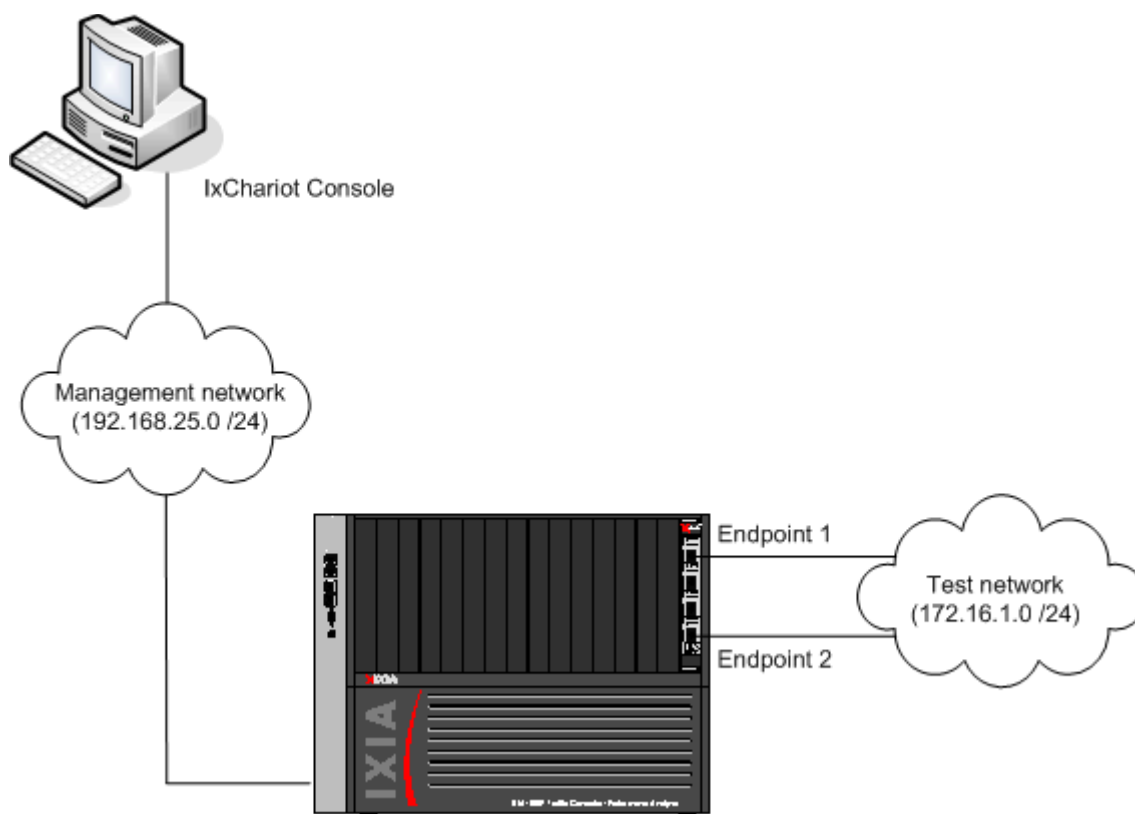 IxChariot Console
Management network
(192.168.25.0 /24)
Endpoint 1
Test network
(172.16.1.0 /24)
Endpoint 2
IXIA
IXIA